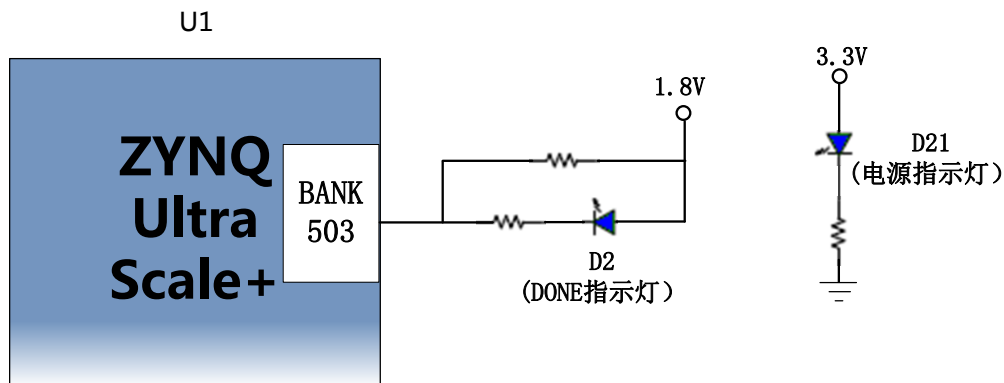 U1
ZYNQ
Ultra
Scale+
BANK
503
1.8V
D2
(DONE指示灯)
3.3V
D21
(电源指示灯)